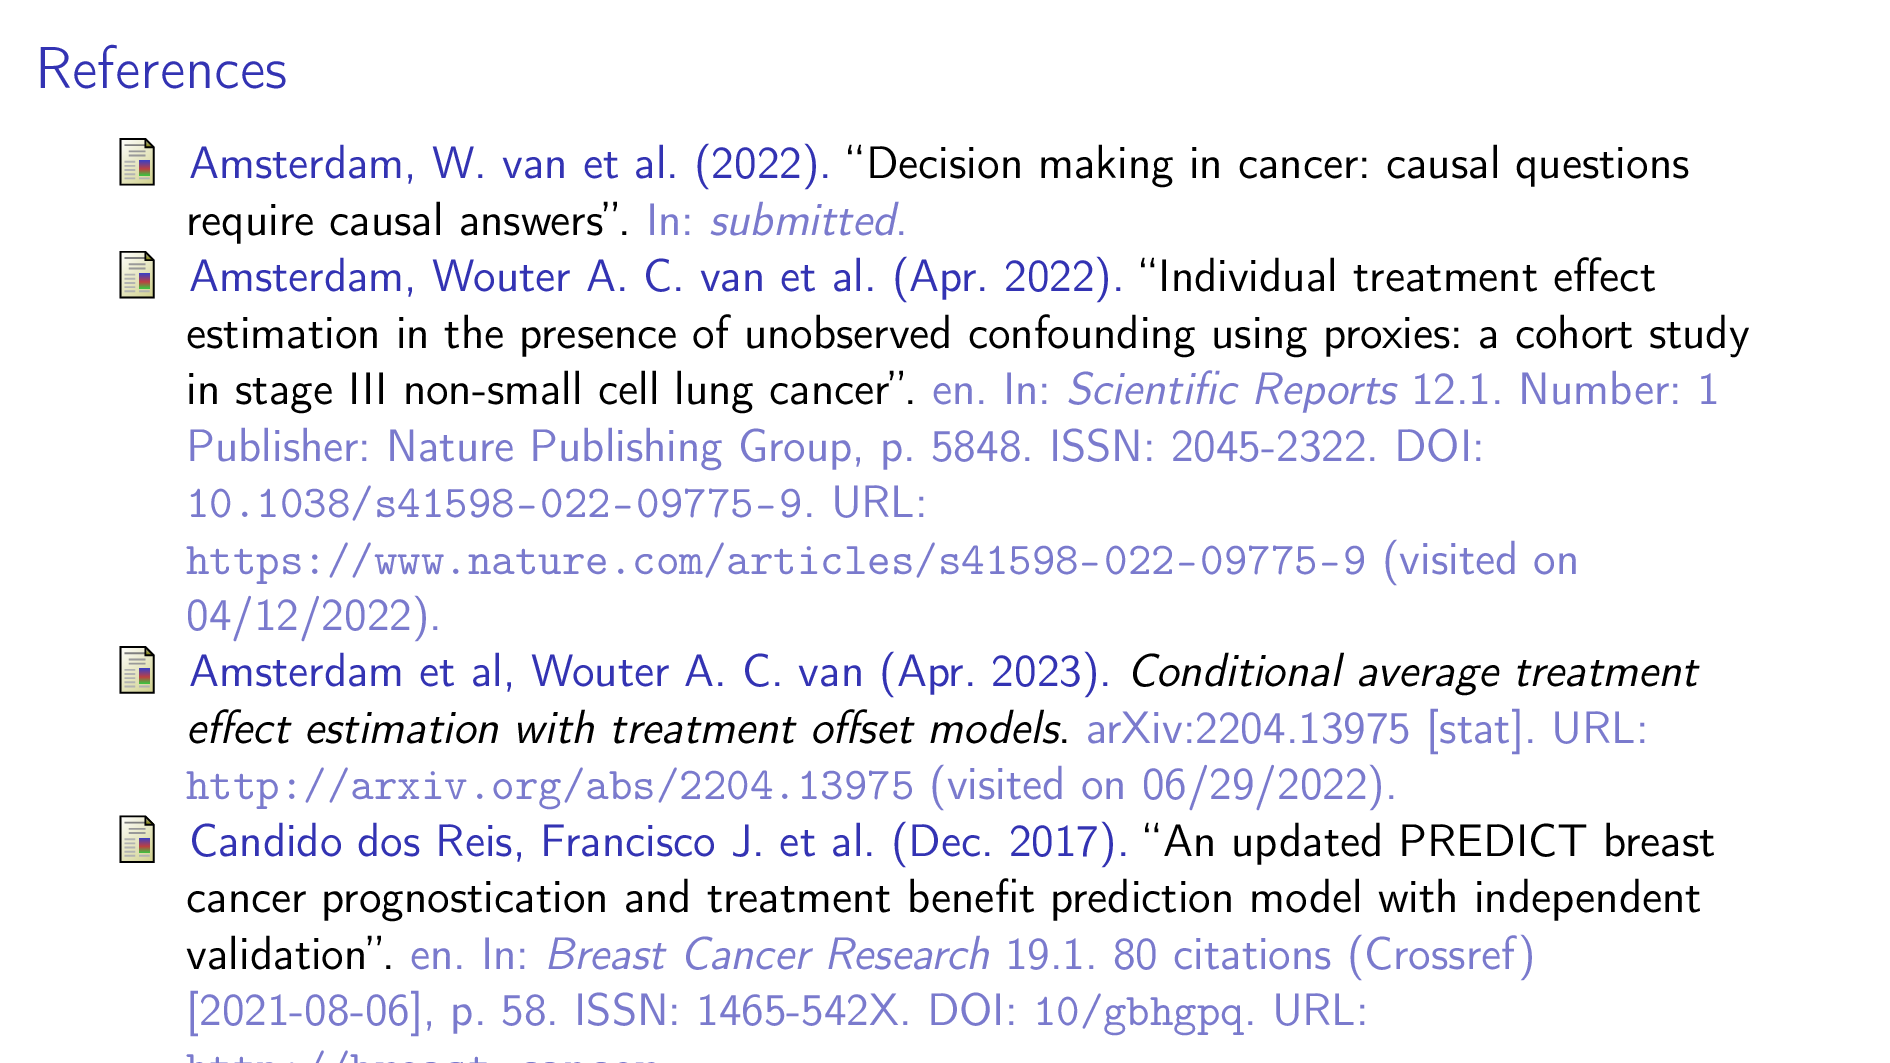 References
Amsterdam, W. van et al. (2022). “Decision making in cancer: causal questions
require causal answers”. In: submitted.
Amsterdam, Wouter A. C. van et al. (Apr. 2022). “Individual treatment effect
estimation in the presence of unobserved confounding using proxies: a cohort study
in stage III non-small cell lung cancer”. en. In: Scientific Reports 12.1. Number: 1
Publisher: Nature Publishing Group, p. 5848. ISSN: 2045-2322. DOI:
10.1038/s41598-022-09775-9. URL:
https://www.nature.com/articles/s41598-022-09775-9 (visited on
04/12/2022).
Amsterdam et al, Wouter A. C. van (Apr. 2023). Conditional average treatment
effect estimation with treatment offset models. arXiv:2204.13975 [stat]. URL:
http://arxiv.org/abs/2204.13975 (visited on 06/29/2022).
Candido dos Reis, Francisco J. et al. (Dec. 2017). “An updated PREDICT breast
cancer prognostication and treatment benefit prediction model with independent
validation”. en. In: Breast Cancer Research 19.1. 80 citations (Crossref)
[2021-08-06], p. 58. ISSN: 1465-542X. DOI: 10/gbhgpq. URL: